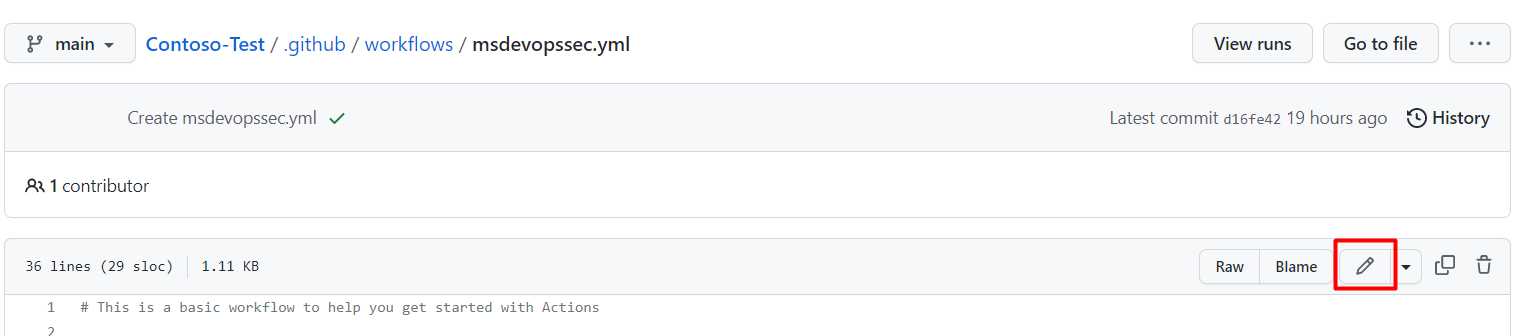 main Contoso-Test / .github / workflows / msdevopssec.yml View runs Go to file ...
Create msdevopssec.yml Latest commit d16fe42 19 hours ago History
1 contributor
36 lines (29 sloc) 1.11 KB Raw Blame
1 # This is a basic workflow to help you get started with Actions
2